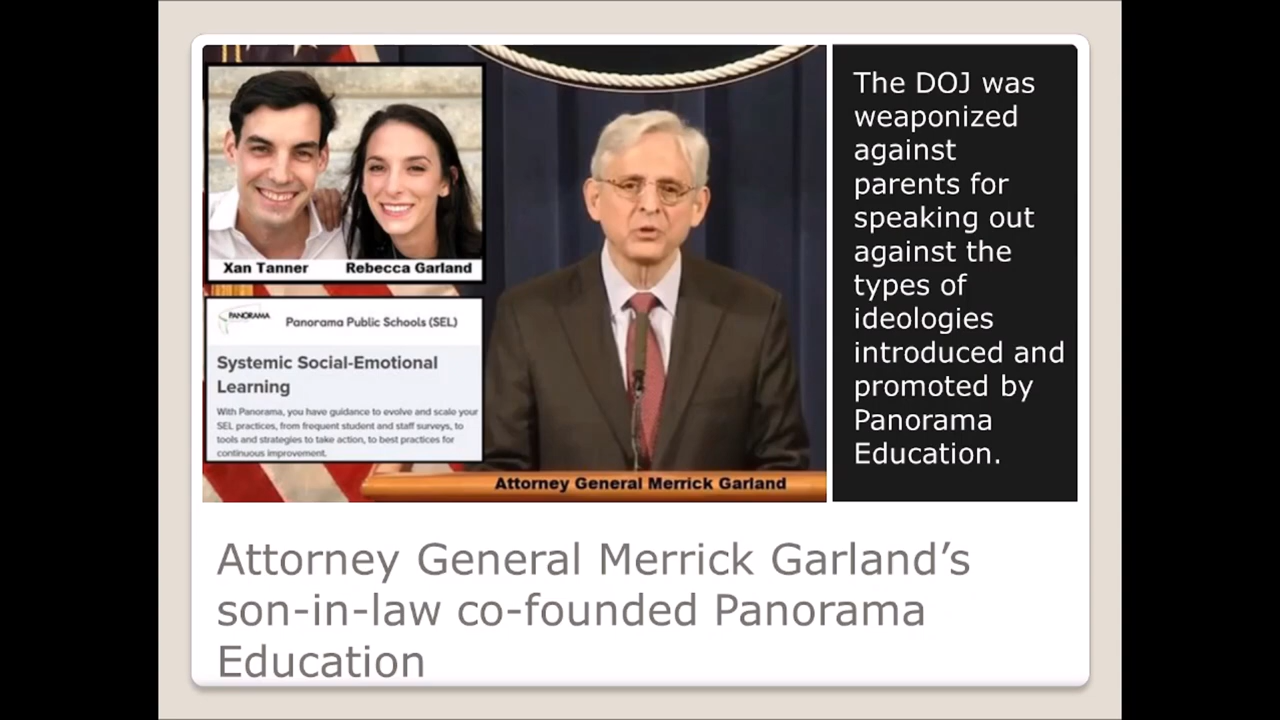 Xan Tanner Rebecca Garland
PANORAMA
Panorama Public Schools (SEL)
Systemic Social-Emotional
Learning
With Panorama, you have guidance to evolve and scale your
SEL practices, from frequent student and staff surveys, to
tools and strategies to take action, to best practices for
continuous improvement.
Attorney General Merrick Garland
The DOJ was
weaponized
against
parents for
speaking out
against the
types of
ideologies
introduced and
promoted by
Panorama
Education.
Attorney General Merrick Garland’s
son-in-law co-founded Panorama
Education